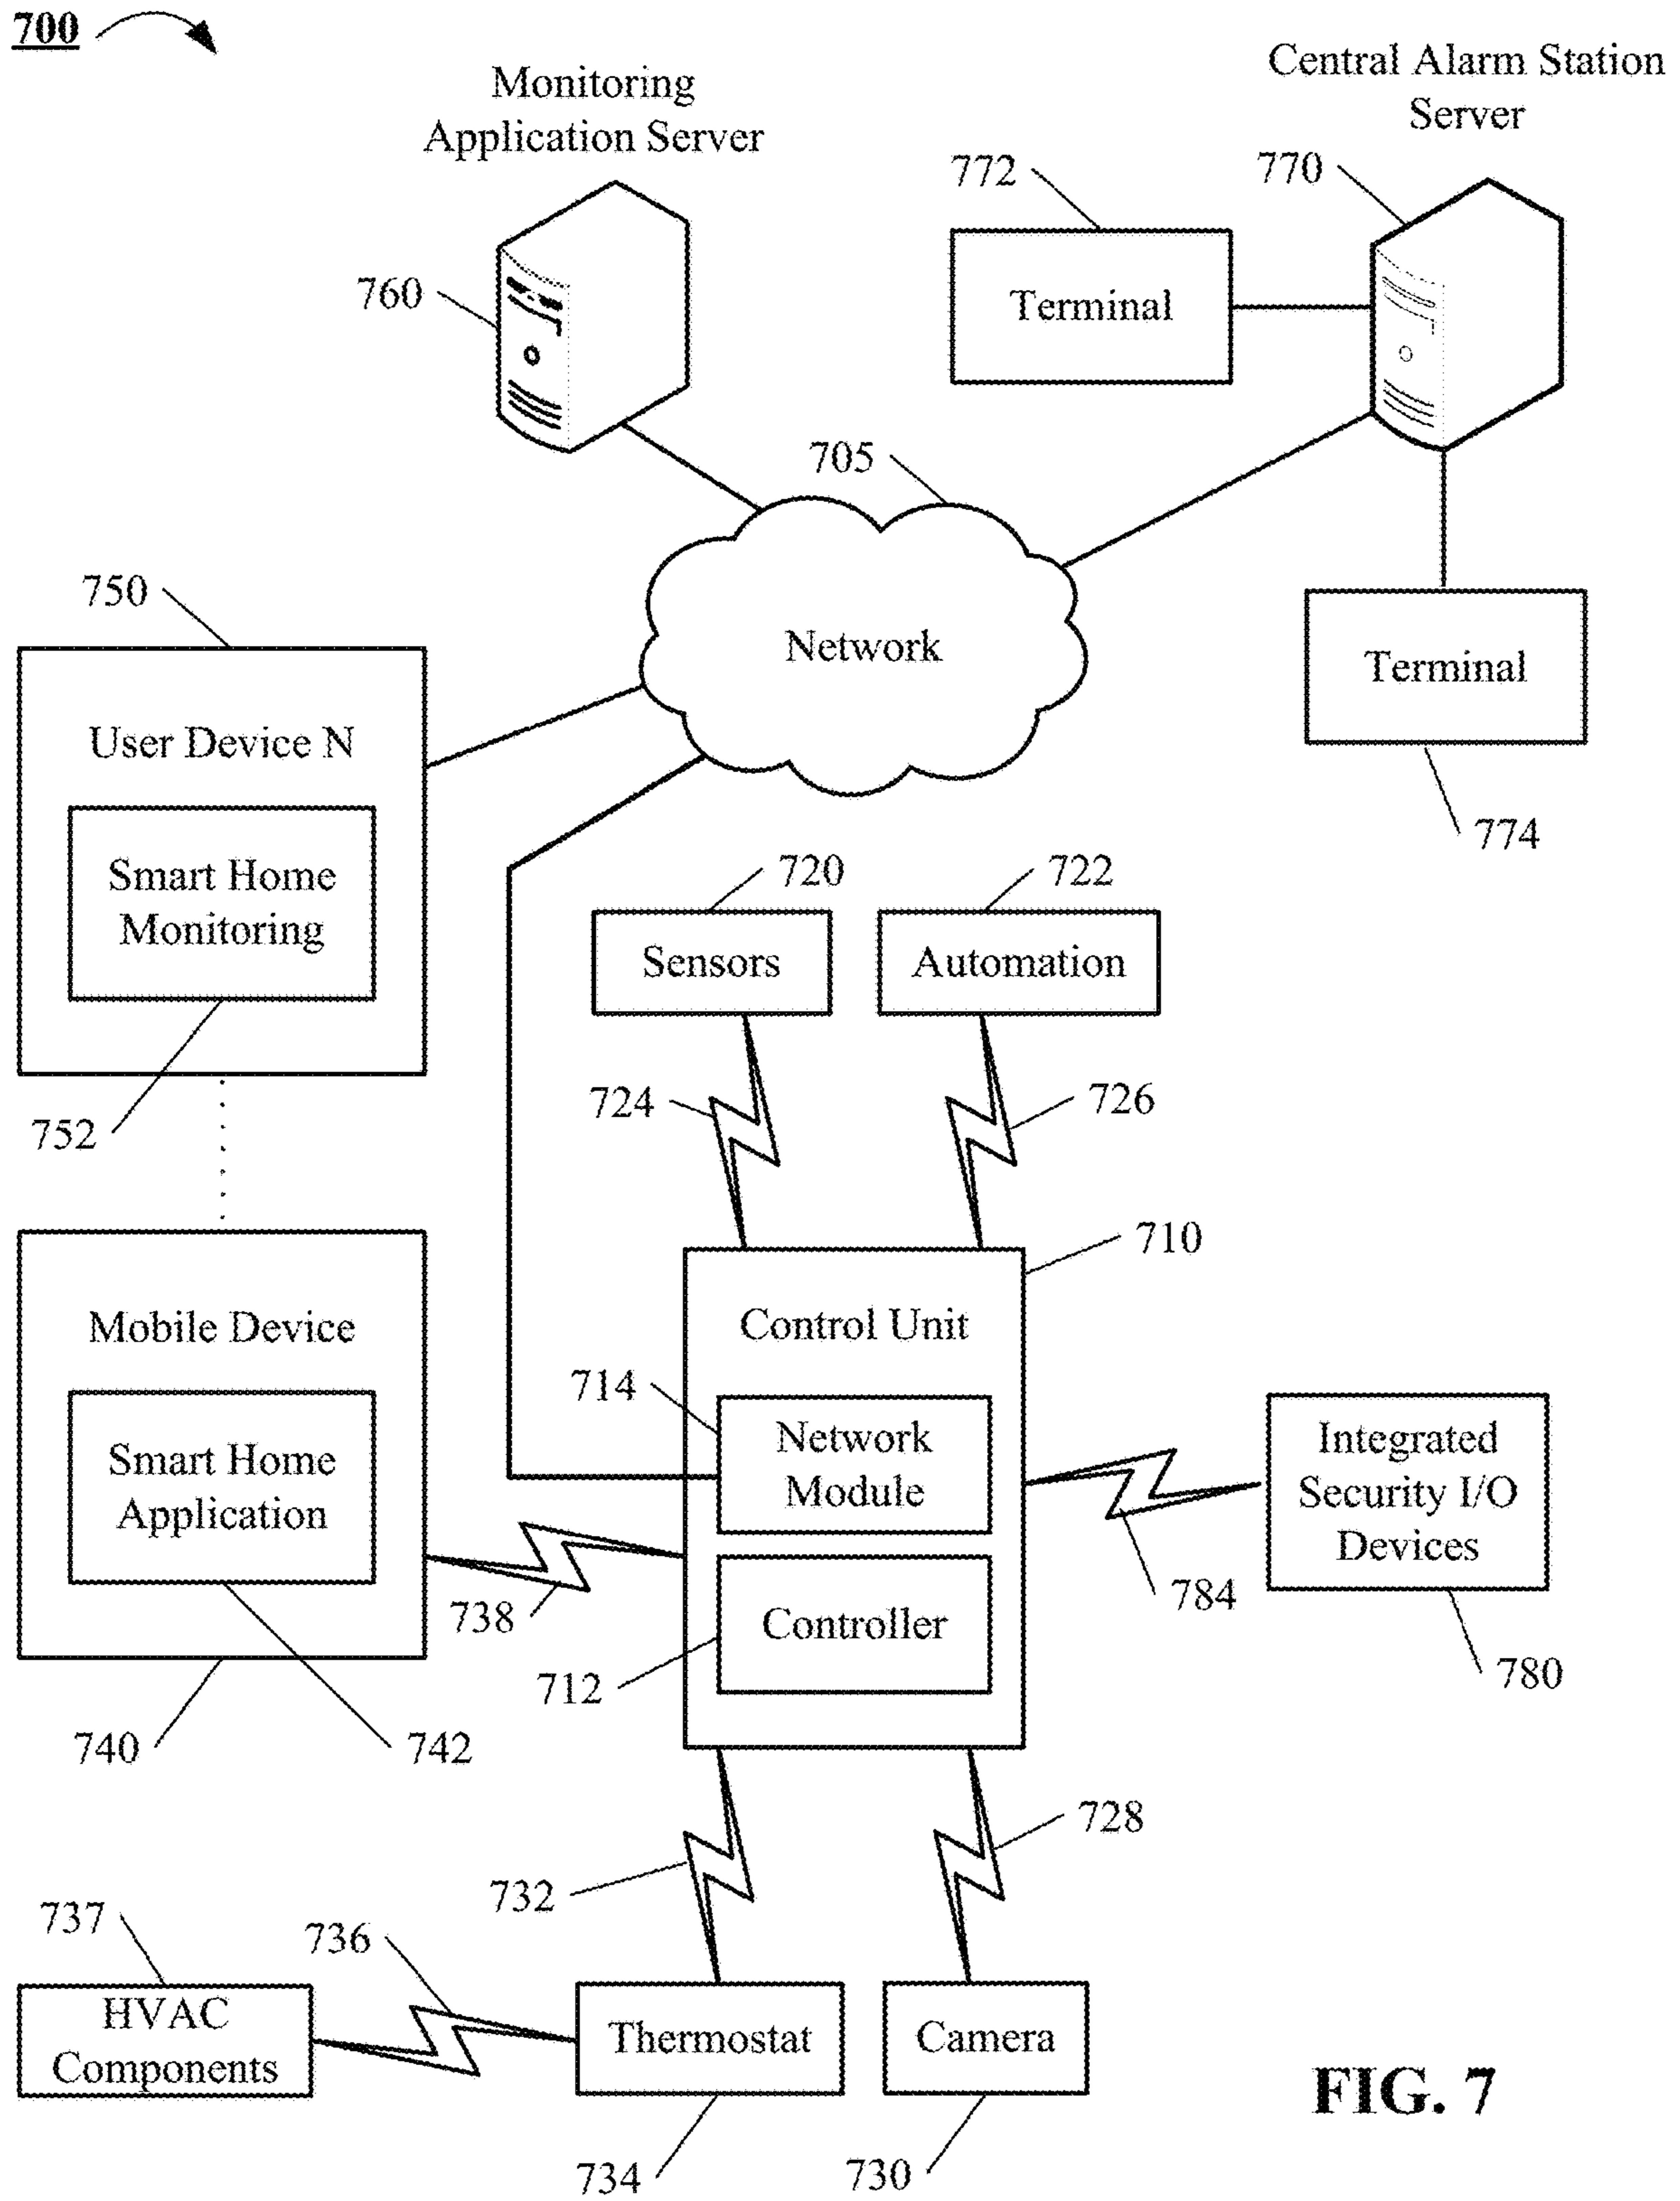 700
Monitoring
Application Server
Central Alarm Station
Server
772
770
760
Terminal
705
750
Network
Terminal
User Device N
774
Smart Home
Monitoring
720
722
Sensors
Automation
724
726
752
710
Mobile Device
Control Unit
714
Network
Module
Integrated
Security I/O
Devices
Smart Home
Application
738
784
Controller
712
780
740
742
728
732
737
736
HVAC
Components
Thermostat
Camera
FIG. 7
734
730